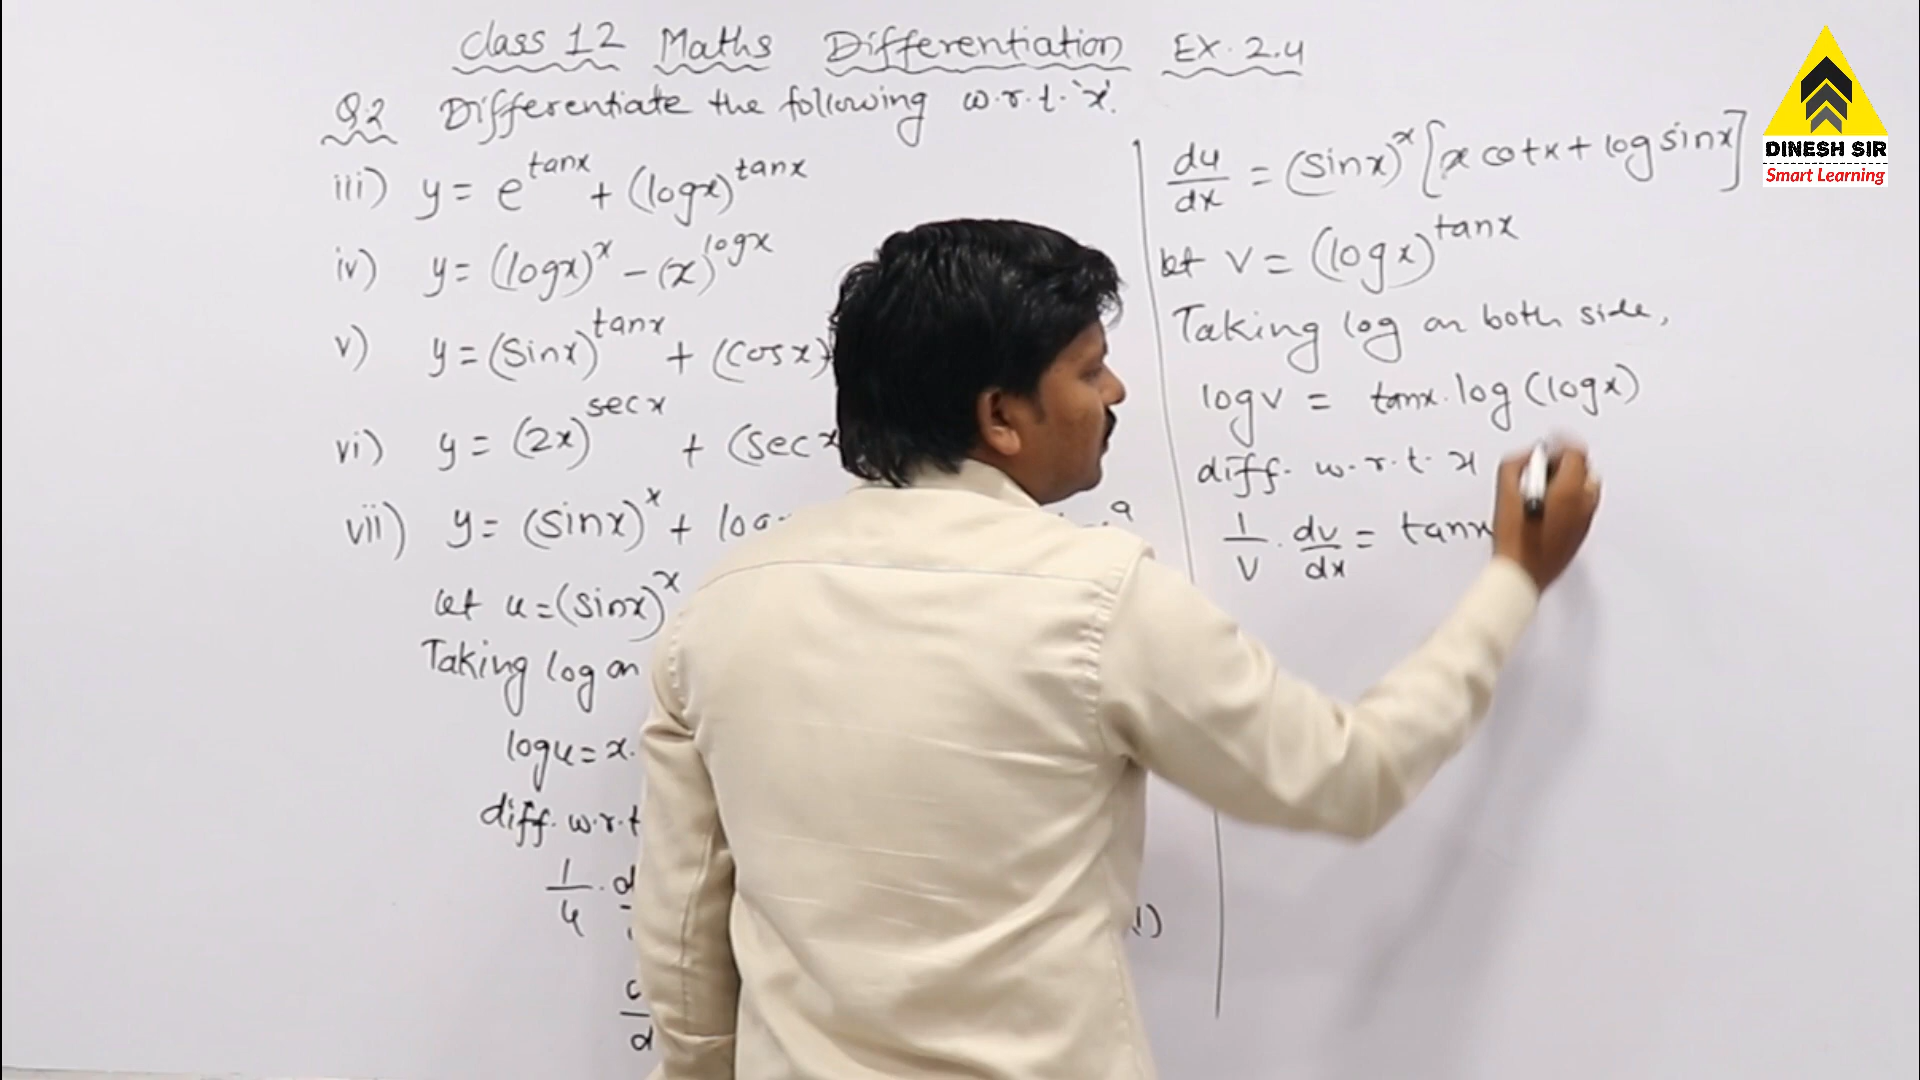 Class 12 Maths Differentiation EX. 2.4
Q2 Differentiate the following w.r.t. 'x'.
iii) y = e^tanx + (logx)^tanx
iv) y = (logx)^x - (x)^logx
v) y = (sinx)^tanx + (cosx)
vi) y = (2x)^secx + (secx
vii) y = (sinx)^x +
let u = (sinx)^x
Taking log on
logu = x.
diff. w.r.t
1/u .
du/dx = (sinx)^x [x cotx + log sinx]
let v = (logx)^tanx
Taking log on both side,
logv = tanx. log (logx)
diff. w.r.t. x
1/v . dv/dx = tanx
DINESH SIR
Smart Learning